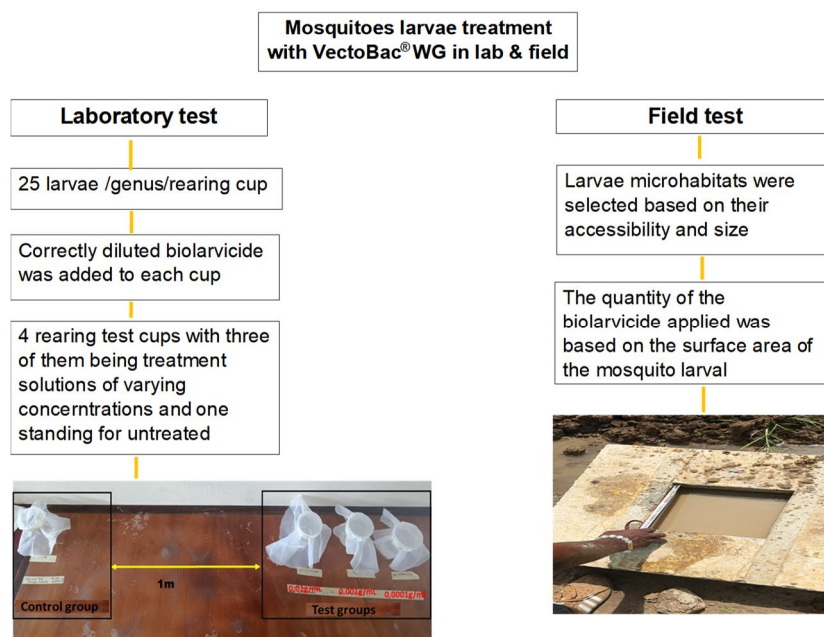 Mosquitoes larvae treatment
with VectoBac® WG in lab & field
Laboratory test
25 larvae /genus/rearing cup
Correctly diluted biolarvicide
was added to each cup
4 rearing test cups with three
of them being treatment
solutions of varying
concerntrations and one
standing for untreated
Control group
1m
0,01g/mL 0,001g/mL 0,0001g/mL
Test groups
Field test
Larvae microhabitats were
selected based on their
accessibility and size
The quantity of the
biolarvicide applied was
based on the surface area of
the mosquito larval